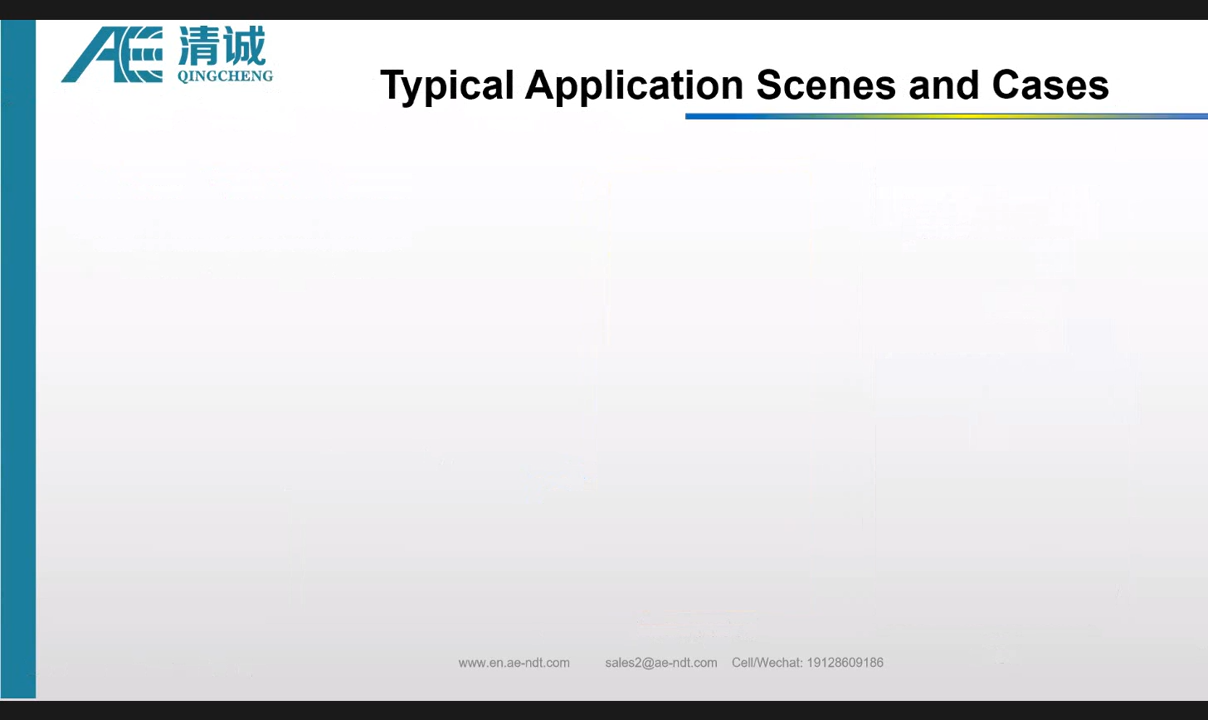 AE 清诚
QINGCHENG
Typical Application Scenes and Cases
www.en.ae-ndt.com sales2@ae-ndt.com Cell/Wechat: 19128609186